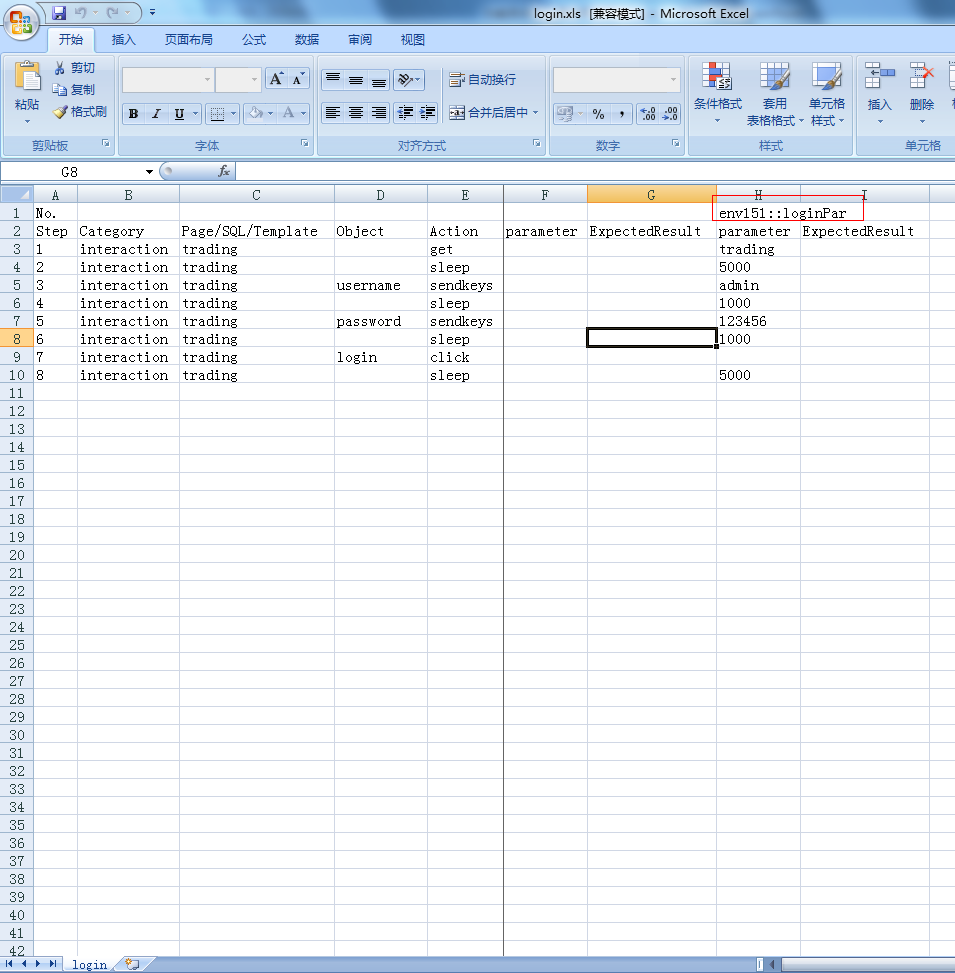 login.xls [兼容模式] - Microsoft Excel
开始 插入 页面布局 公式 数据 审阅 视图
粘贴 剪切 复制 格式刷
B I U A A A 自动换行 合并后居中 % , .00 .0
条件格式 套用表格格式 单元格样式 插入 删除
剪贴板 字体 对齐方式 数字 样式 单元格
G8 fx
A B C D E F G H I
1 No. env151::loginPar
2 Step Category Page/SQL/Template Object Action parameter ExpectedResult parameter ExpectedResult
3 1 interaction trading get trading
4 2 interaction trading sleep 5000
5 3 interaction trading username sendkeys admin
6 4 interaction trading sleep 1000
7 5 interaction trading password sendkeys 123456
8 6 interaction trading sleep 1000
9 7 interaction trading login click
10 8 interaction trading sleep 5000
11
12
13
14
15
16
17
18
19
20
21
22
23
24
25
26
27
28
29
30
31
32
33
34
35
36
37
38
39
40
41
42
login